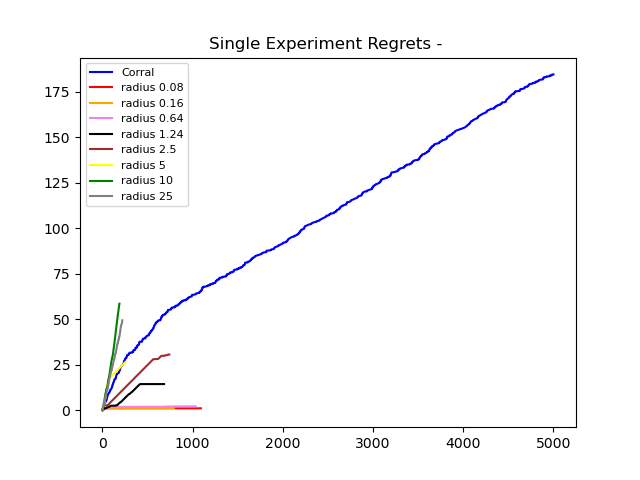 Single Experiment Regrets -
Corral
radius 0.08
radius 0.16
radius 0.64
radius 1.24
radius 2.5
radius 5
radius 10
radius 25
175
150
125
100
75
50
25
0
0 1000 2000 3000 4000 5000